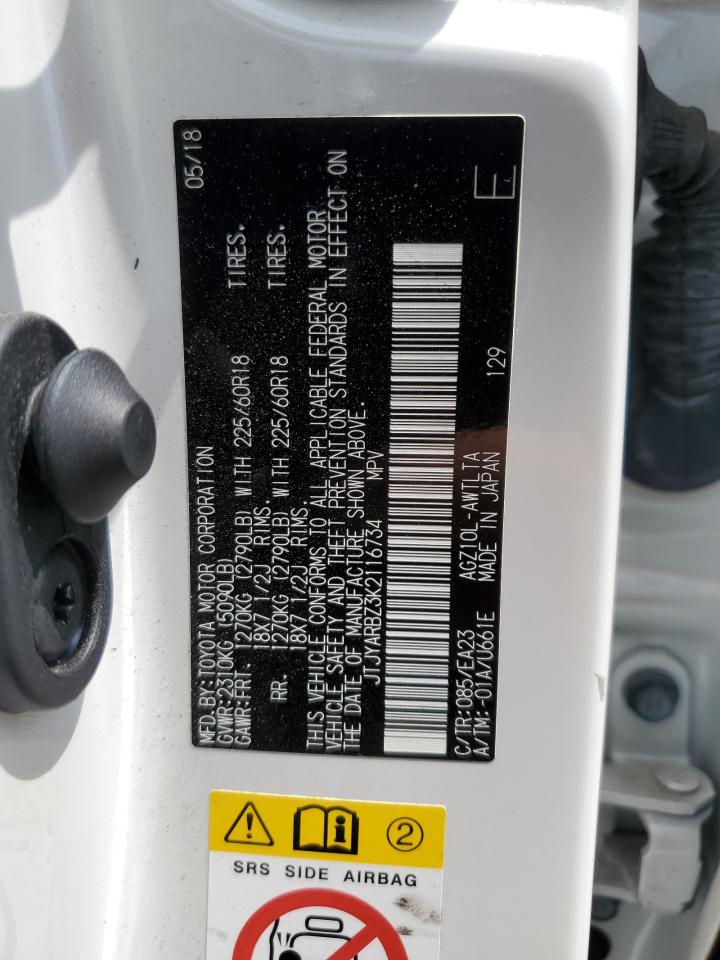 MFD.BY:TOYOTA MOTOR CORPORATION 05/18
GVWR:2310KG (5090LB)
GAWR:FRT. 1270KG (2790LB) WITH 225/60R18 TIRES.
18X7 1/2J RIMS.
RR. 1270KG (2790LB) WITH 225/60R18 TIRES.
18X7 1/2J RIMS.
THIS VEHICLE CONFORMS TO ALL APPLICABLE FEDERAL MOTOR
VEHICLE SAFETY AND THEFT PREVENTION STANDARDS IN EFFECT ON
THE DATE OF MANUFACTURE SHOWN ABOVE.
JTJYARBZ3K2116734 MPV
C/TR:085/EA23 AGZ10L-AWTLTA
A/TM:-01A/U661E MADE IN JAPAN 129
2
SRS SIDE AIRBAG